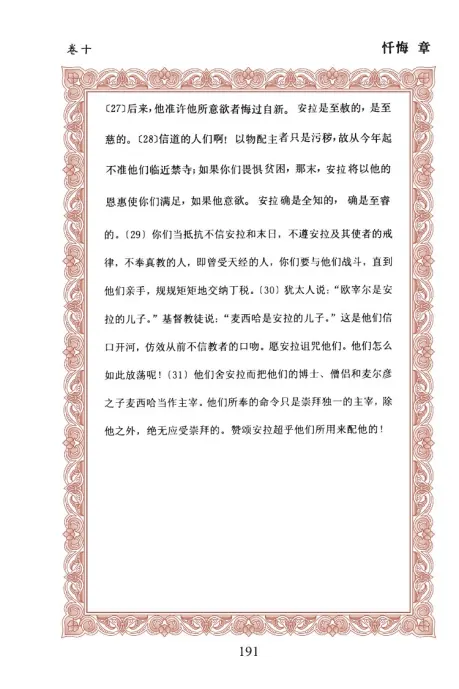 卷十
忏悔 章
〔27〕后来，他准许他所意欲者悔过自新。 安拉是至赦的，是至
慈的。〔28〕信道的人们啊！以物配主者只是污秽，故从今年起
不准他们临近禁寺；如果你们畏惧贫困，那末，安拉将以他的
恩惠使你们满足，如果他意欲。 安拉确是全知的， 确是至睿
的。〔29〕你们当抵抗不信安拉和末日，不遵安拉及其使者的戒
律，不奉真教的人，即曾受天经的人，你们要与他们战斗，直到
他们亲手，规规矩矩地交纳丁税。〔30〕犹太人说：“欧宰尔是安
拉的儿子。”基督教徒说：“麦西哈是安拉的儿子。”这是他们信
口开河，仿效从前不信教者的口吻。愿安拉诅咒他们。他们怎么
如此放荡呢！〔31〕他们舍安拉而把他们的博士、僧侣和麦尔彦
之子麦西哈当作主宰。他们所奉的命令只是崇拜独一的主宰，除
他之外，绝无应受崇拜的。赞颂安拉超乎他们所用来配他的！
191